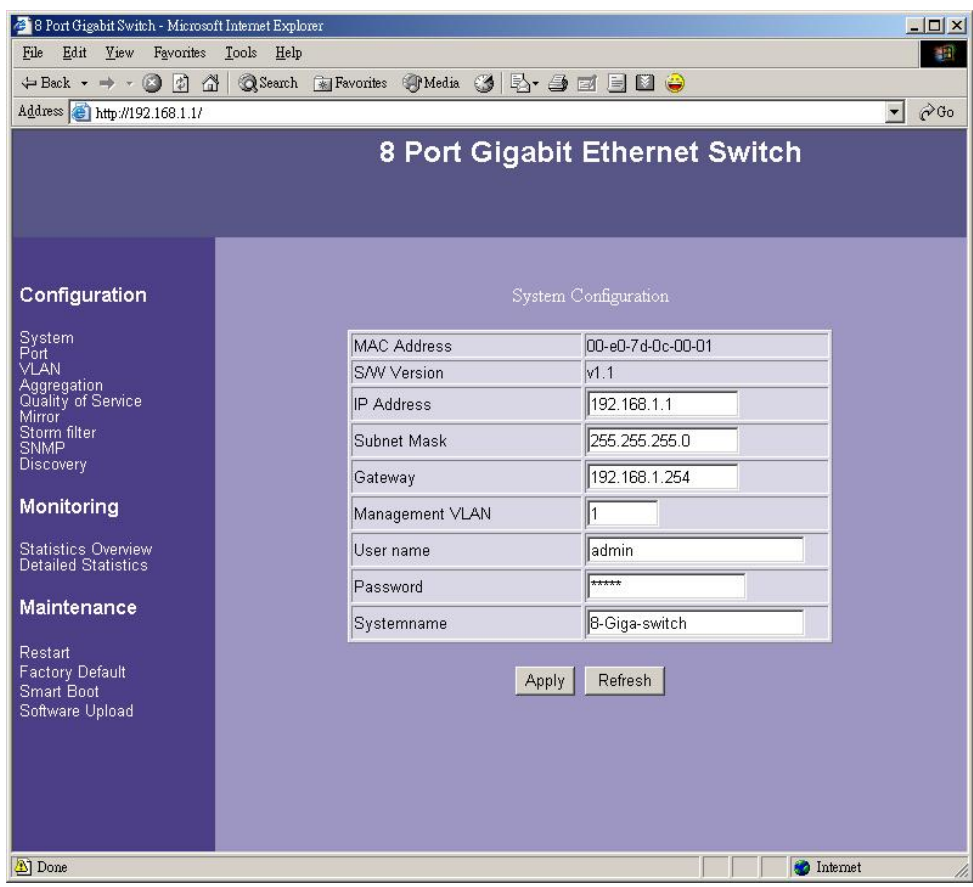 8 Port Gigabit Switch - Microsoft Internet Explorer
File Edit View Favorites Tools Help
Back Search Favorites Media
Address http://192.168.1.1/ Go
8 Port Gigabit Ethernet Switch
Configuration
System
Port
VLAN
Aggregation
Quality of Service
Mirror
Storm filter
SNMP
Discovery
Monitoring
Statistics Overview
Detailed Statistics
Maintenance
Restart
Factory Default
Smart Boot
Software Upload
System Configuration
MAC Address 00-e0-7d-0c-00-01
S/W Version v1.1
IP Address 192.168.1.1
Subnet Mask 255.255.255.0
Gateway 192.168.1.254
Management VLAN 1
User name admin
Password *****
Systemname 8-Giga-switch
Apply Refresh
Done Internet